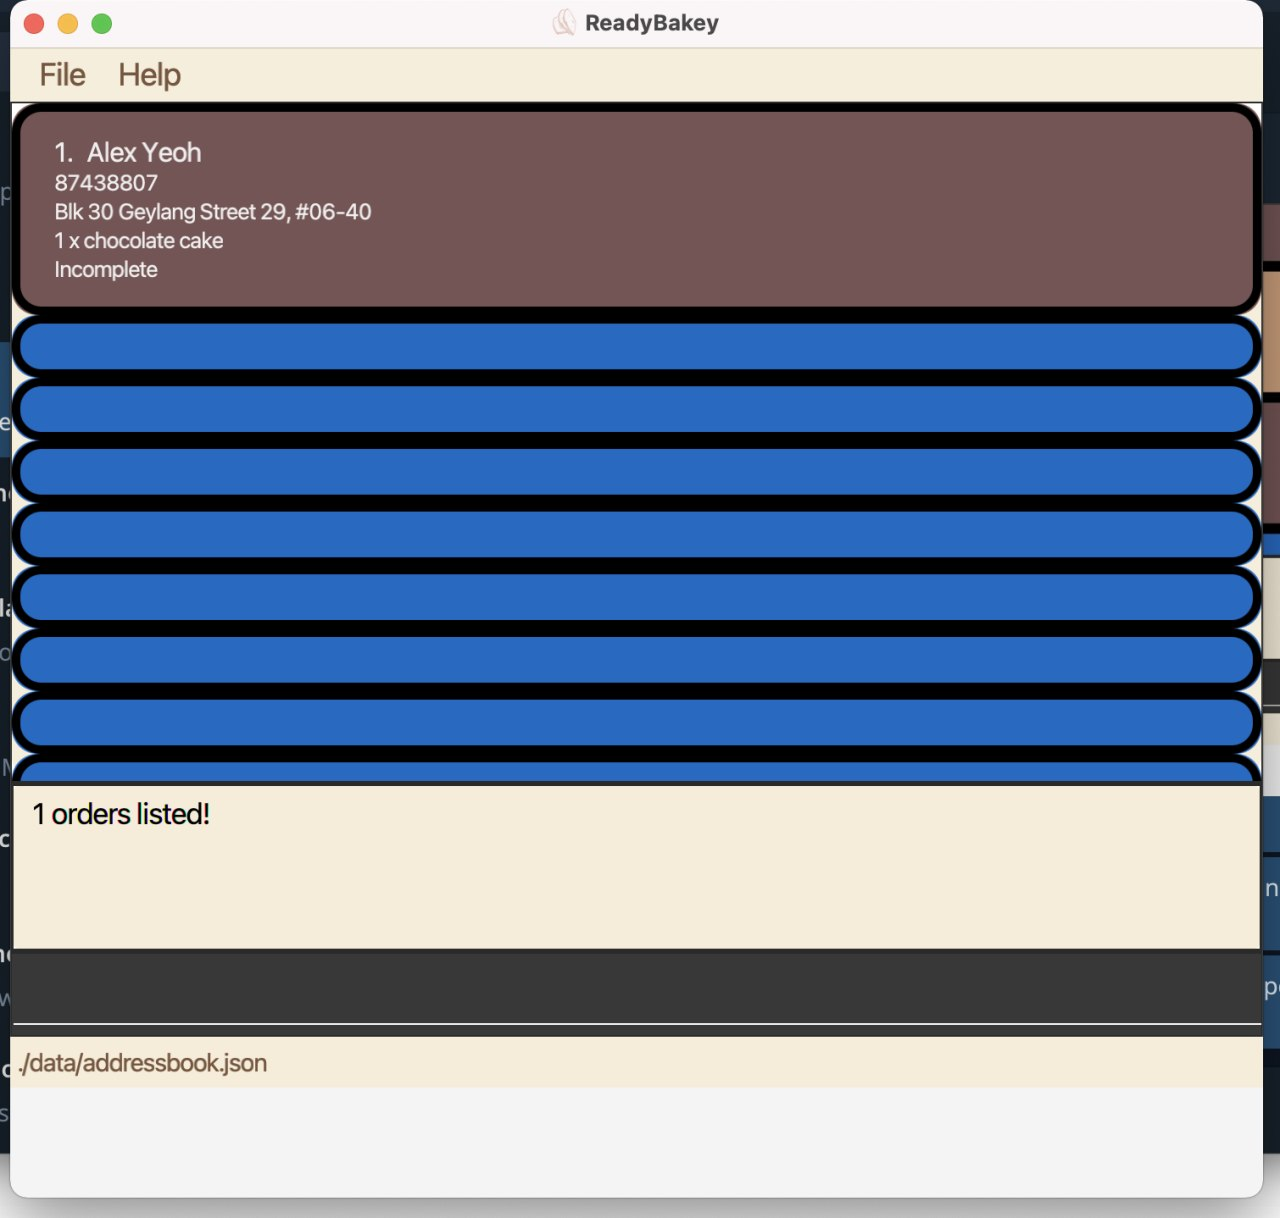 ReadyBakey
File Help
1. Alex Yeoh
87438807
Blk 30 Geylang Street 29, #06-40
1 x chocolate cake
Incomplete
1 orders listed!
./data/addressbook.json